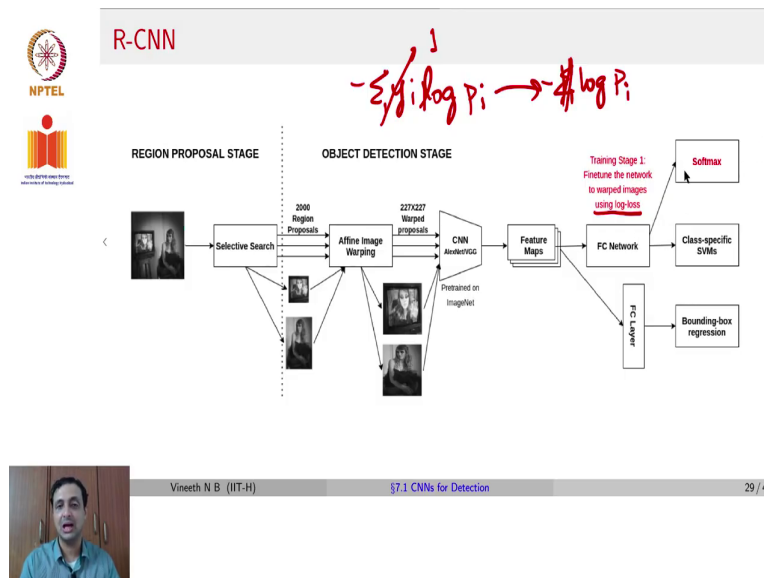 R-CNN
NPTEL
1
-Σ yi log pi → - log pi
REGION PROPOSAL STAGE
OBJECT DETECTION STAGE
Training Stage 1:
Finetune the network
to warped images
using log-loss
Softmax
2000
Region
Proposals
227X227
Warped
proposals
Selective Search
Affine Image
Warping
CNN
AlexNet/VGG
Feature
Maps
FC Network
Class-specific
SVMs
Pretrained on
ImageNet
FC Layer
Bounding-box
regression
Vineeth N B (IIT-H)
§7.1 CNNs for Detection
29 / 4